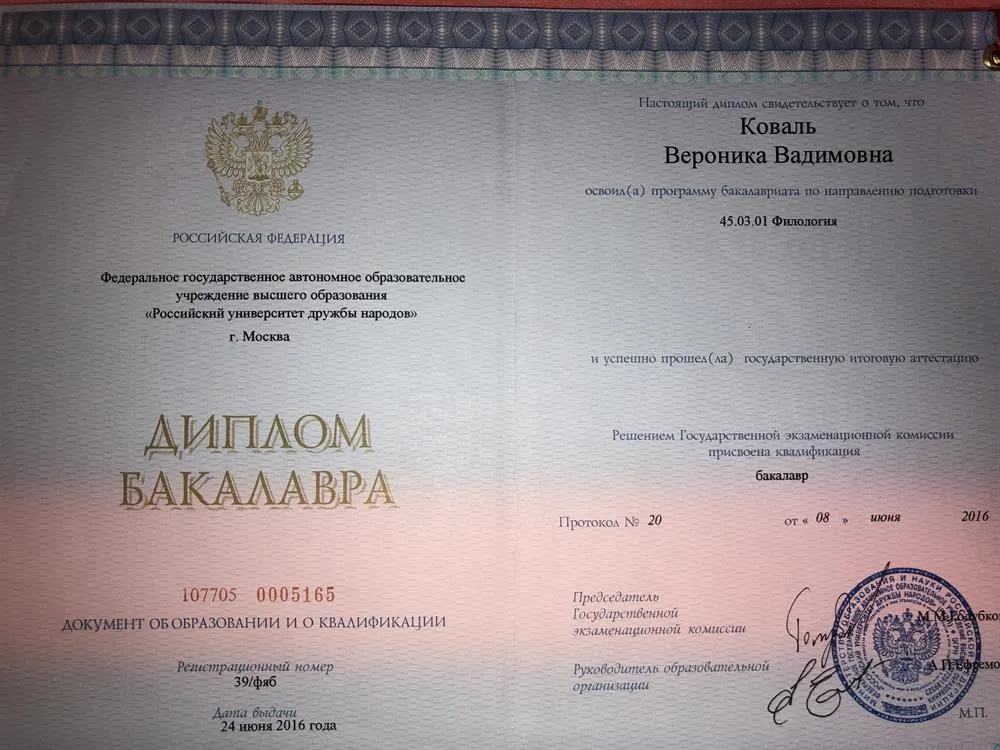 РОССИЙСКАЯ ФЕДЕРАЦИЯ
Федеральное государственное автономное образовательное
учреждение высшего образования
«Российский университет дружбы народов»
г. Москва
ДИПЛОМ
БАКАЛАВРА
107705 0005165
ДОКУМЕНТ ОБ ОБРАЗОВАНИИ И О КВАЛИФИКАЦИИ
Регистрационный номер
39/фяб
Дата выдачи
24 июня 2016 года
Настоящий диплом свидетельствует о том, что
Коваль
Вероника Вадимовна
освоил(а) программу бакалавриата по направлению подготовки
45.03.01 Филология
и успешно прошел(ла) государственную итоговую аттестацию
Решением Государственной экзаменационной комиссии
присвоена квалификация
бакалавр
Протокол № 20 от « 08 » июня 2016
Председатель
Государственной
экзаменационной комиссии
М.М.Голубко
Руководитель образовательной
организации
А.П.Ефремо
М.П.